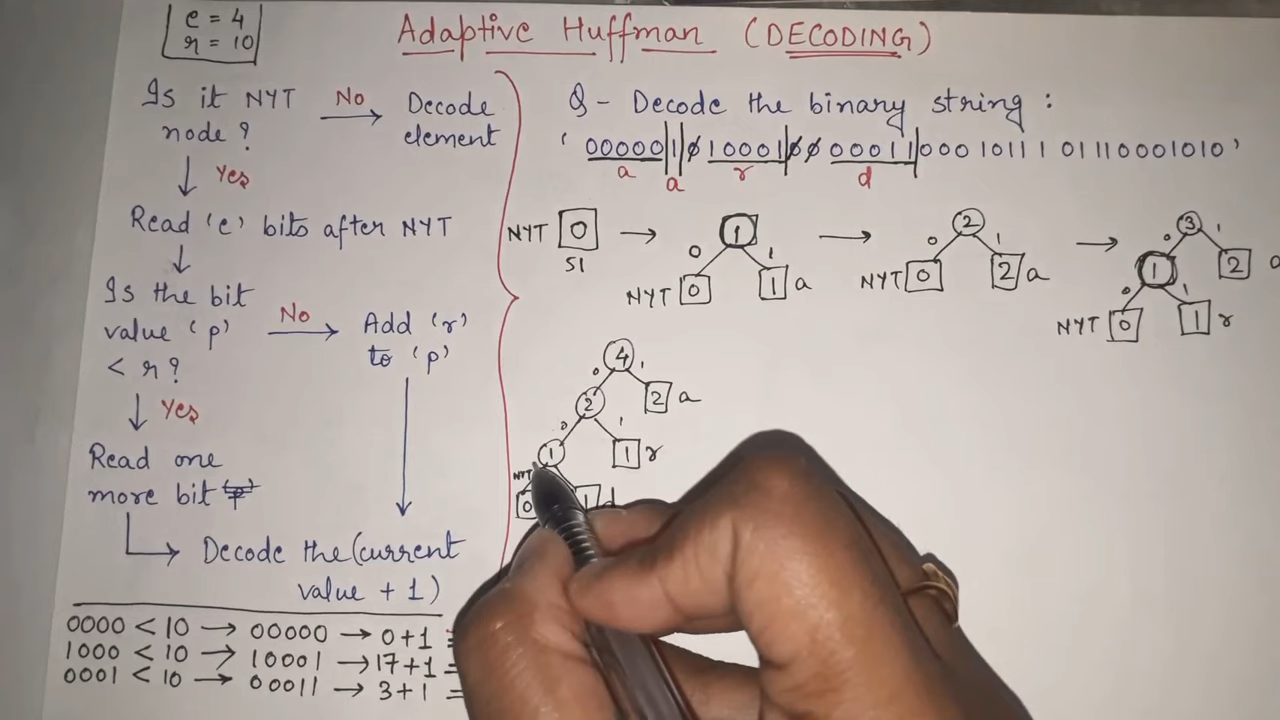 e = 4
r = 10
Adaptive Huffman (DECODING)
Is it NYT node ?
No
Decode element
Yes
Read 'e' bits after NYT
Is the bit value 'p' < r ?
No
Add 'r' to 'p'
Yes
Read one more bit
Decode the (current value + 1)
0000 < 10 → 00000 → 0+1 =
1000 < 10 → 10001 → 17+1 =
0001 < 10 → 00011 → 3+1 =
Q - Decode the binary string :
' 00000 1 0 10001 0 0 00011 000 10111 1 01110001010 '
a a r d
NYT 0 → 1 → 2 → 3
51
0 1 0 1 0 1
NYT 0 1 a NYT 0 2 a 1 2 a
0 1
NYT 0 1 r
4
0 1
2 2 a
0 1
1 1 r
NYT
0 1 d